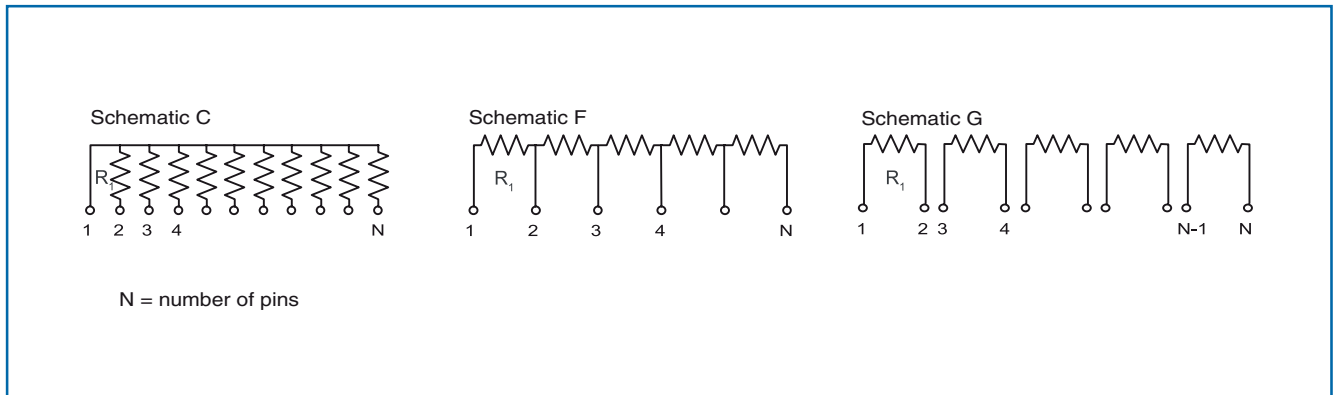 Schematic C
R1
1 2 3 4 N
Schematic F
R1
1 2 3 4 N
Schematic G
R1
1 2 3 4 N-1 N
N = number of pins